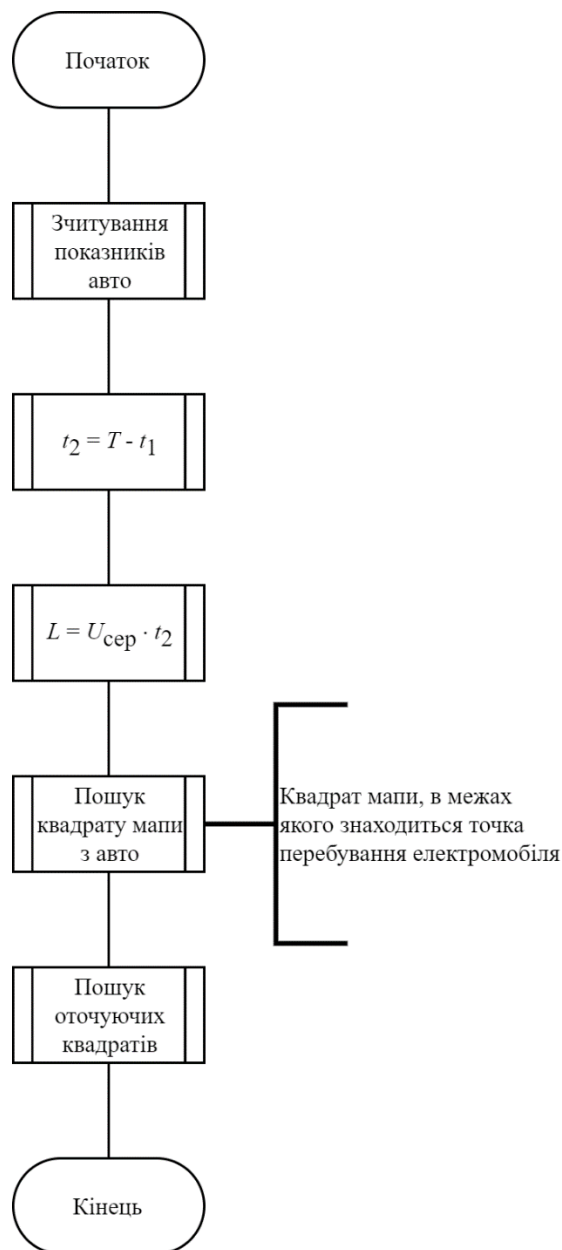 Початок
Зчитування
показників
авто
t2 = T - t1
L = Uсер · t2
Пошук
квадрату мапи
з авто
Квадрат мапи, в межах
якого знаходиться точка
перебування електромобіля
Пошук
оточуючих
квадратів
Кінець